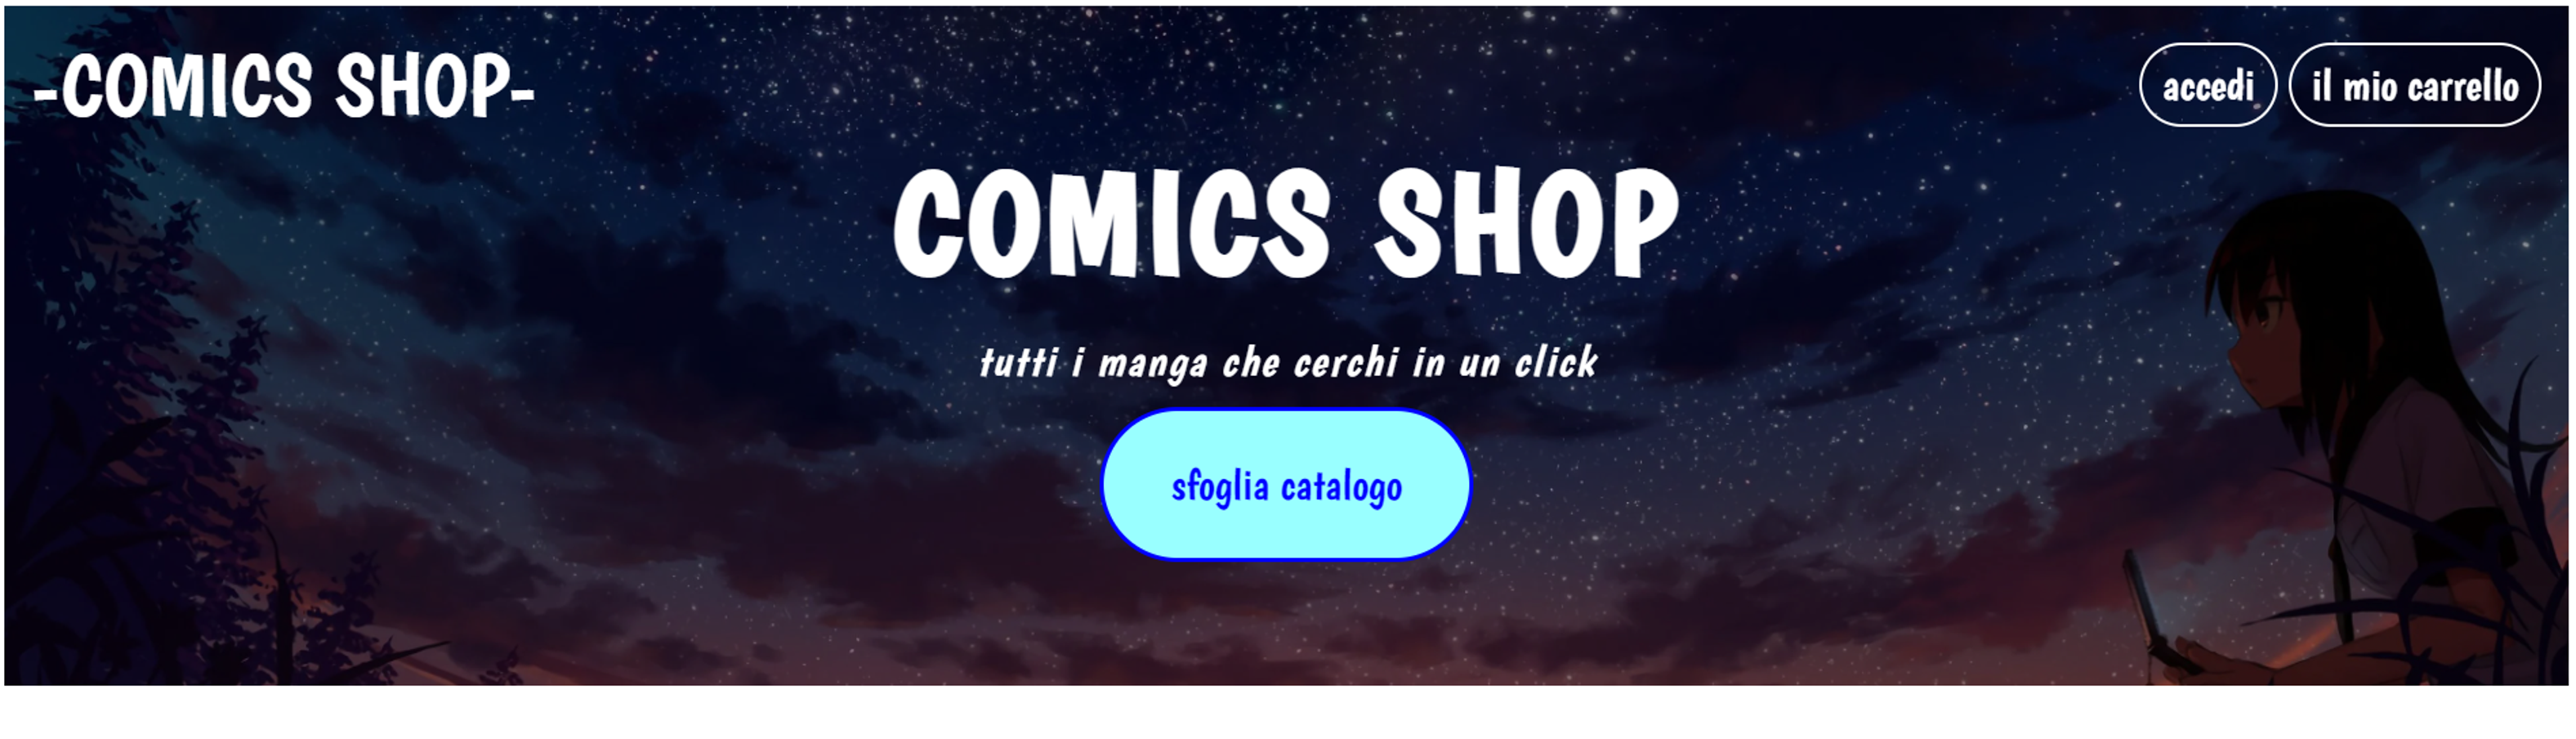 -COMICS SHOP-
accedi
il mio carrello
COMICS SHOP
tutti i manga che cerchi in un click
sfoglia catalogo